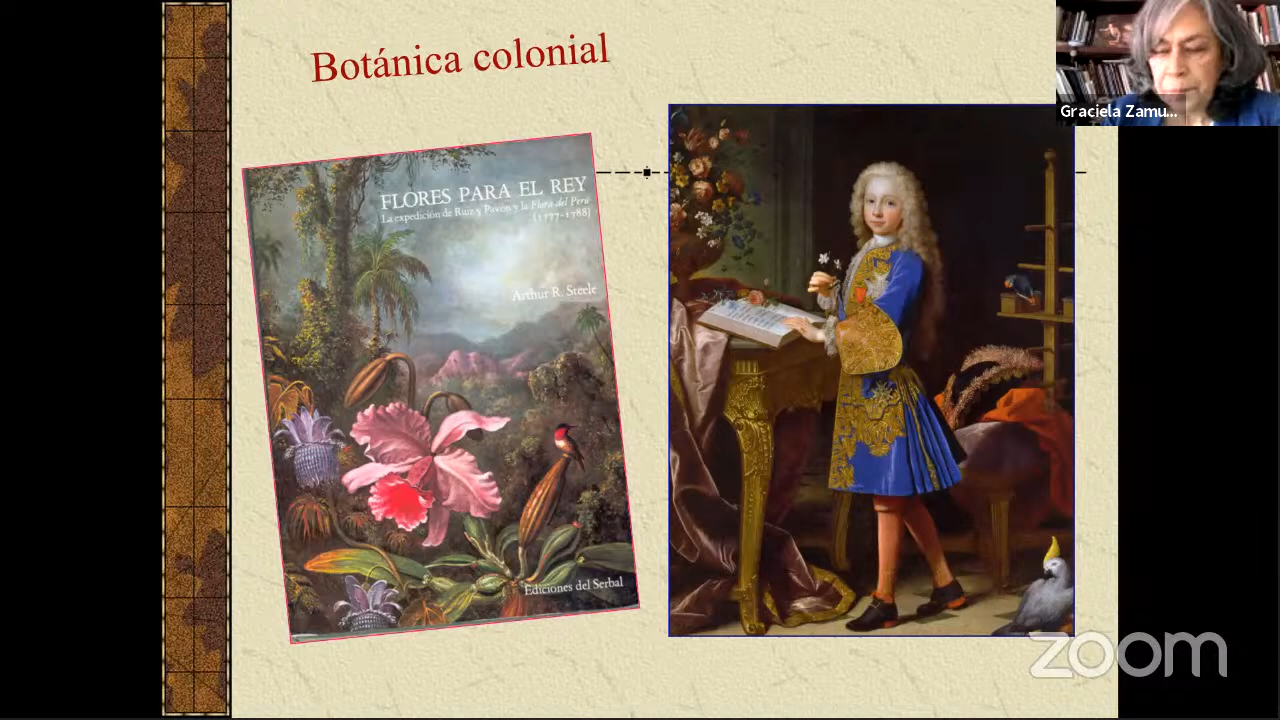 Botánica colonial
FLORES PARA EL REY
La expedición de Ruiz y Pavón y la Flora del Perú
(1777-1788)
Arthur R. Steele
Ediciones del Serbal
Graciela Zamu...
zoom